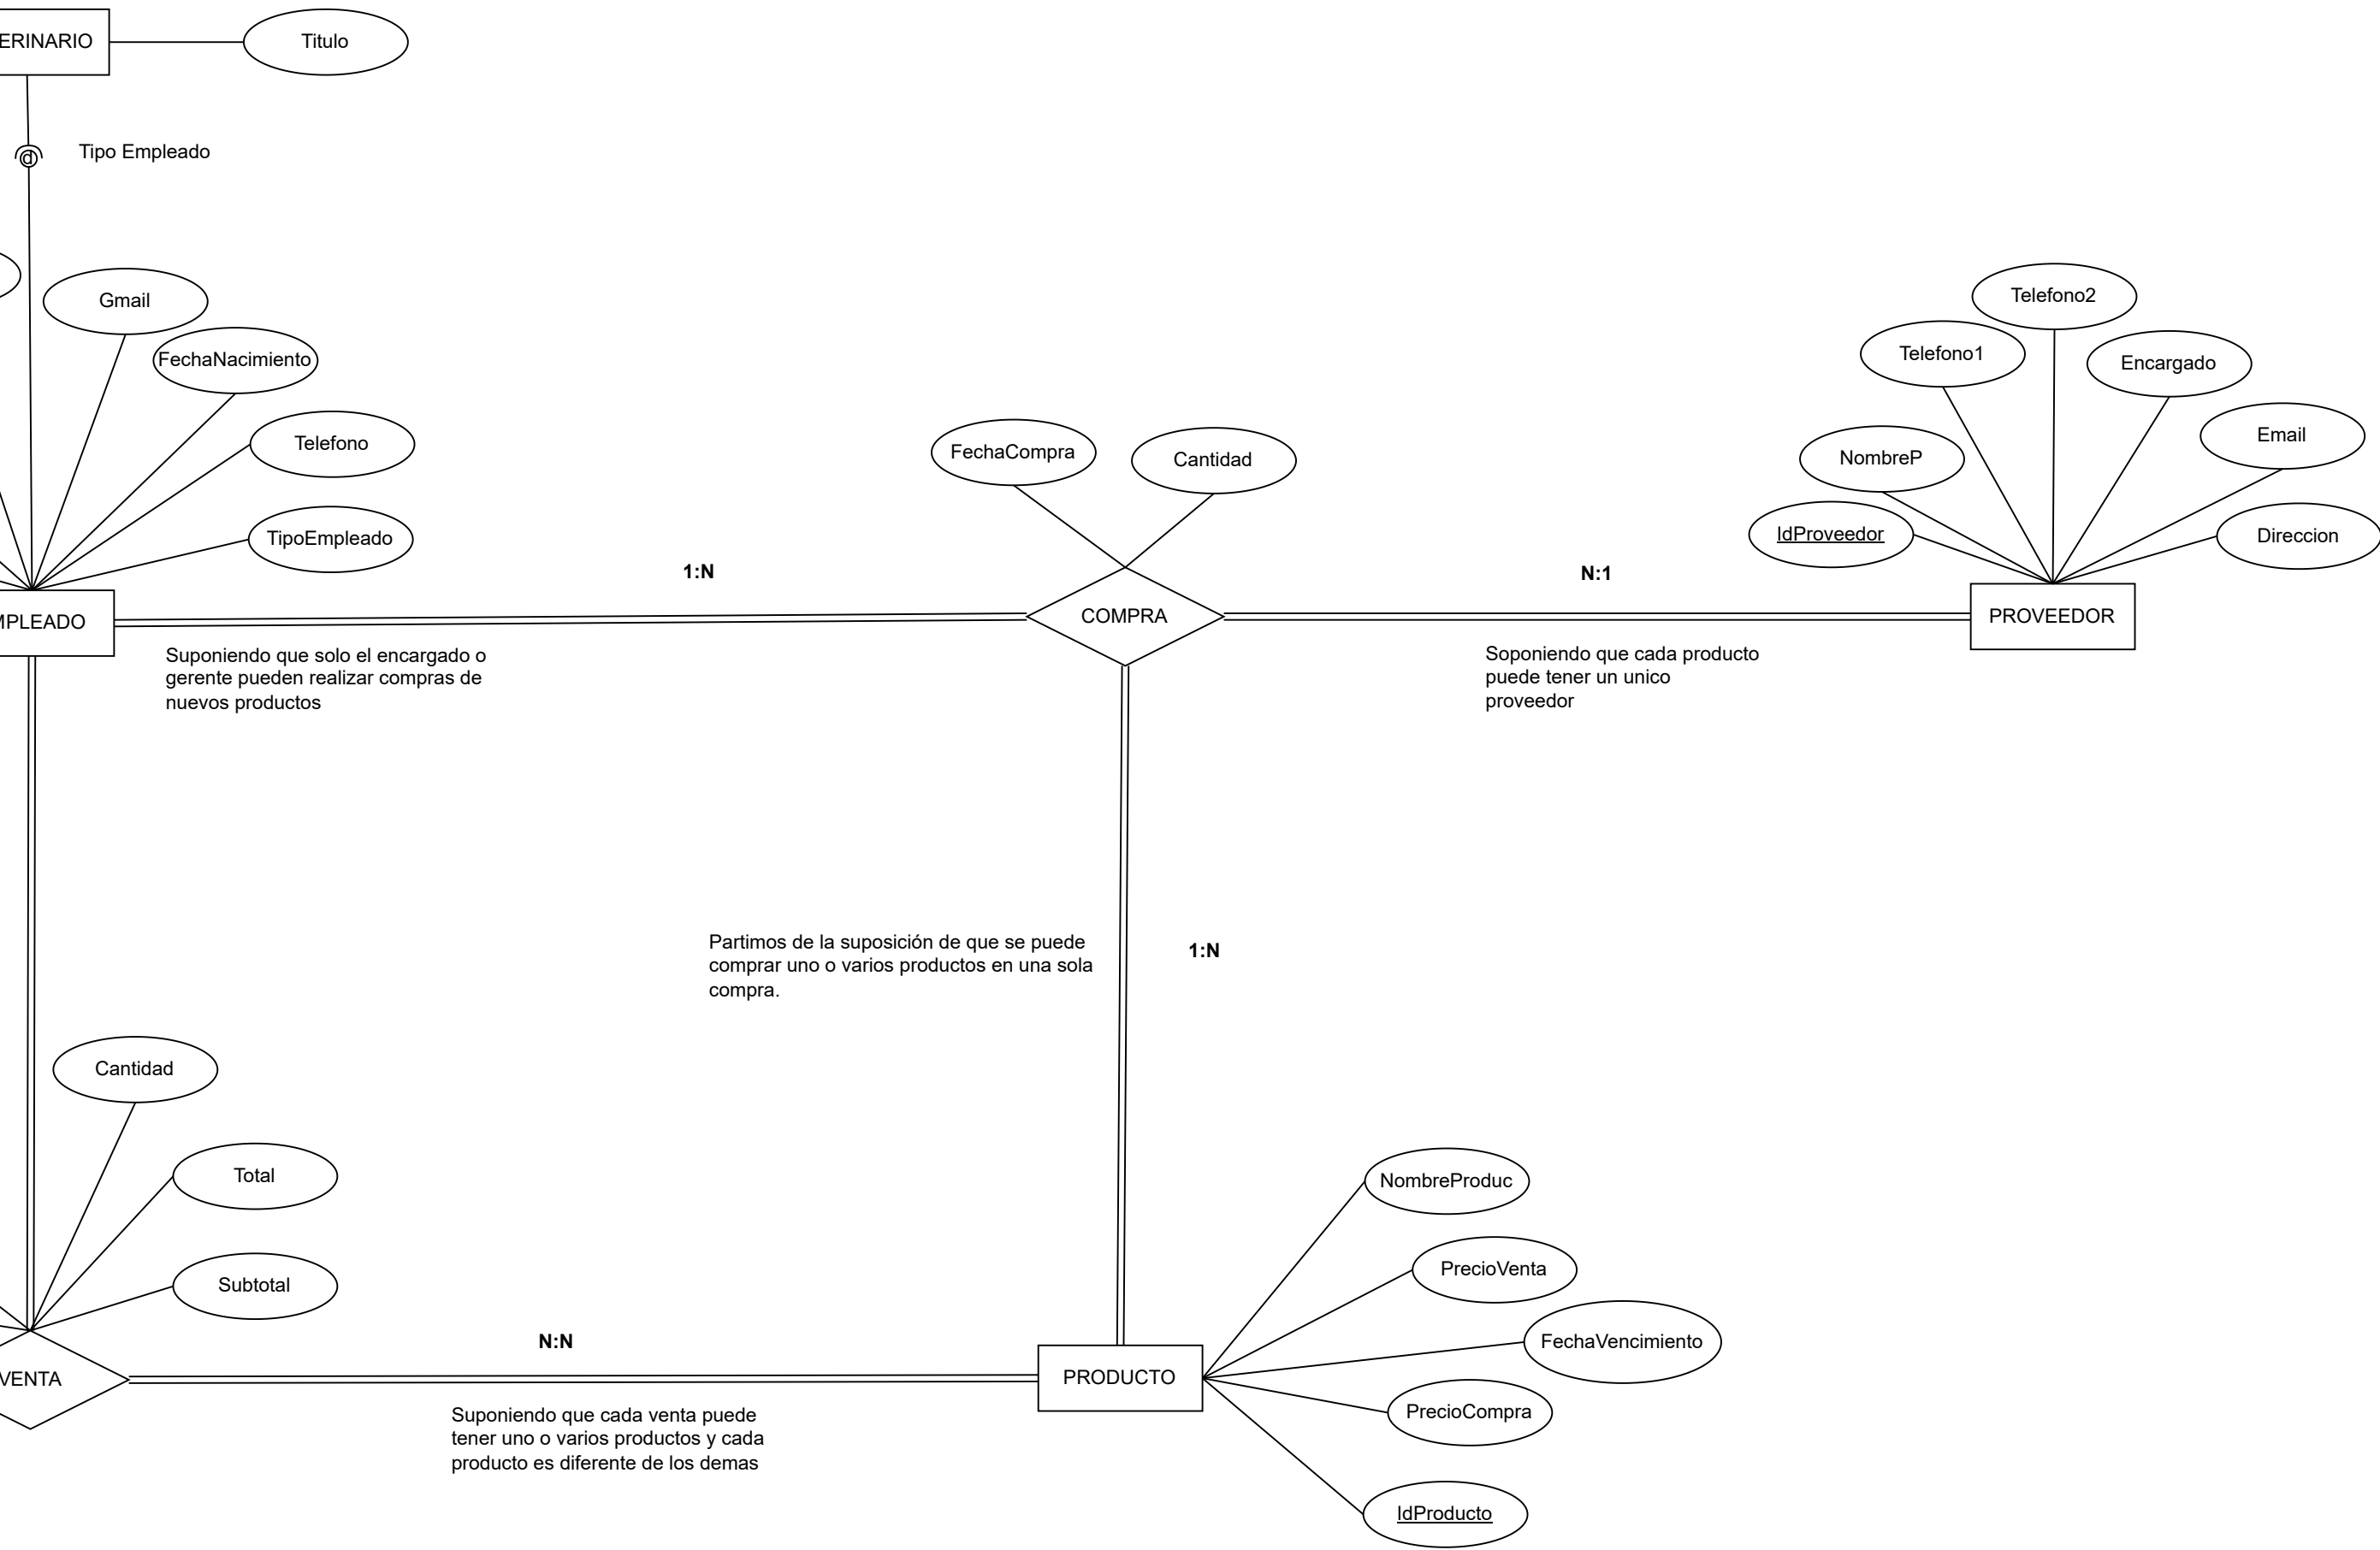 ERINARIO
Titulo
d
Tipo Empleado
Gmail
FechaNacimiento
Telefono
TipoEmpleado
MPLEADO
1:N
Suponiendo que solo el encargado o
gerente pueden realizar compras de
nuevos productos
FechaCompra
Cantidad
COMPRA
N:1
Soponiendo que cada producto
puede tener un unico
proveedor
Telefono2
Telefono1
Encargado
Email
NombreP
IdProveedor
Direccion
PROVEEDOR
Partimos de la suposición de que se puede
comprar uno o varios productos en una sola
compra.
1:N
Cantidad
Total
Subtotal
VENTA
N:N
Suponiendo que cada venta puede
tener uno o varios productos y cada
producto es diferente de los demas
PRODUCTO
NombreProduc
PrecioVenta
FechaVencimiento
PrecioCompra
IdProducto